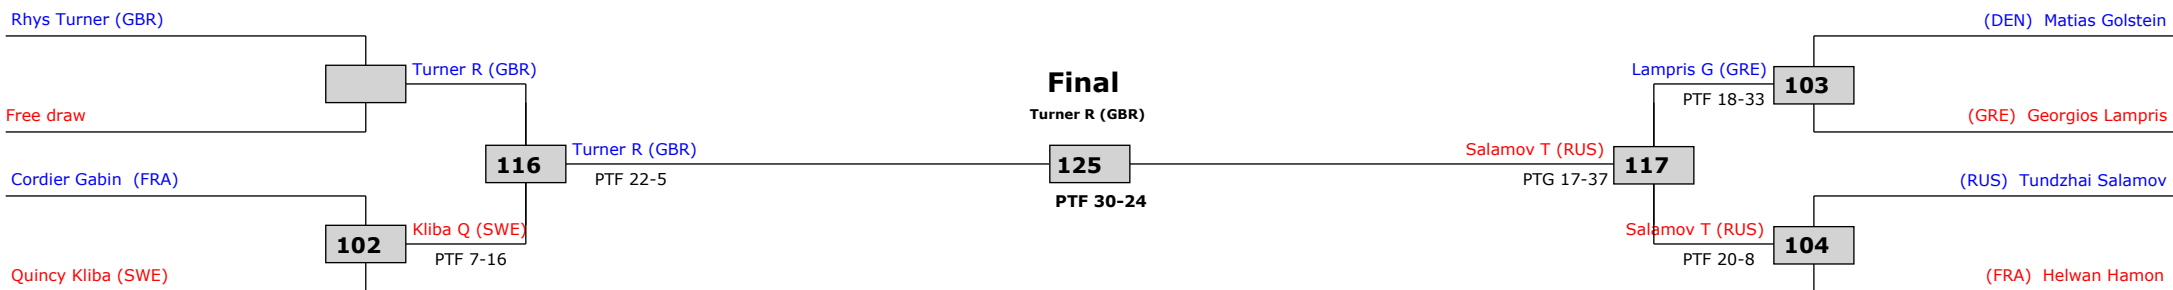 Rhys Turner (GBR)
Turner R (GBR)
Free draw
116
Turner R (GBR)
PTF 22-5
Cordier Gabin (FRA)
102
Kliba Q (SWE)
PTF 7-16
Quincy Kliba (SWE)
Final
Turner R (GBR)
125
PTF 30-24
(DEN) Matias Golstein
Lampris G (GRE)
103
PTF 18-33
(GRE) Georgios Lampris
Salamov T (RUS)
117
PTG 17-37
(RUS) Tundzhai Salamov
Salamov T (RUS)
104
PTF 20-8
(FRA) Helwan Hamon